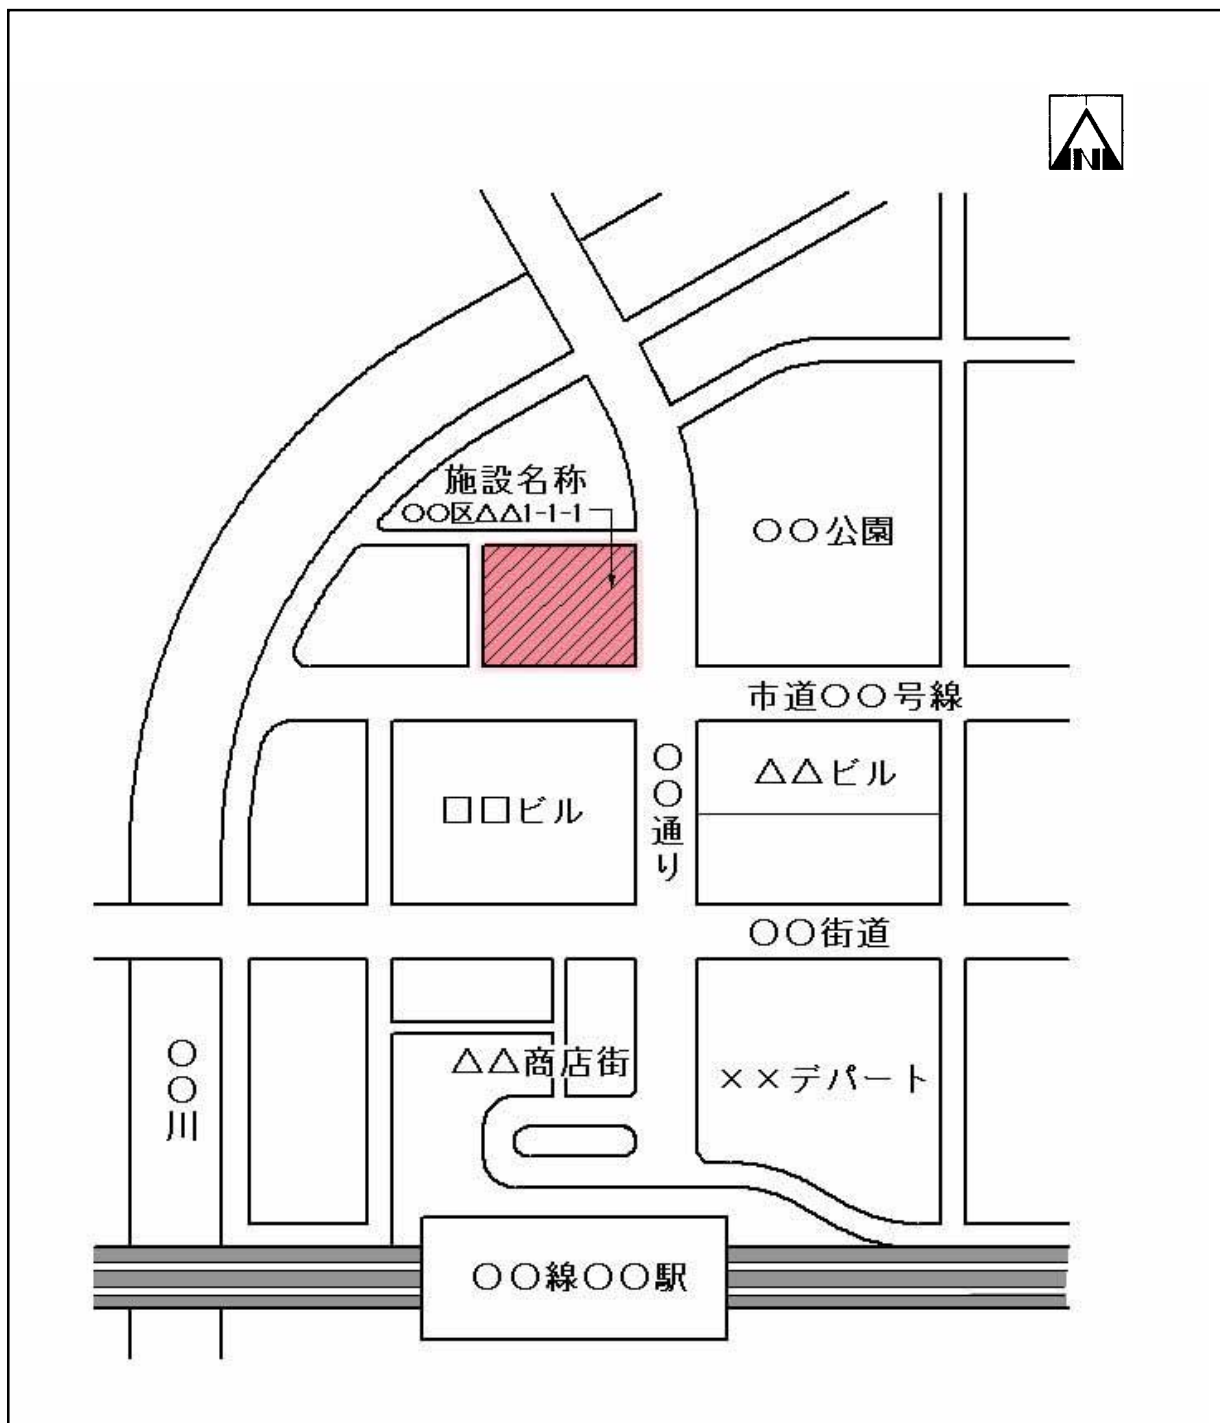 N
施設名称
○○区△△1-1-1
○○公園
市道○○号線
○○通り
△△ビル
□□ビル
○○街道
○○川
△△商店街
××デパート
○○線○○駅